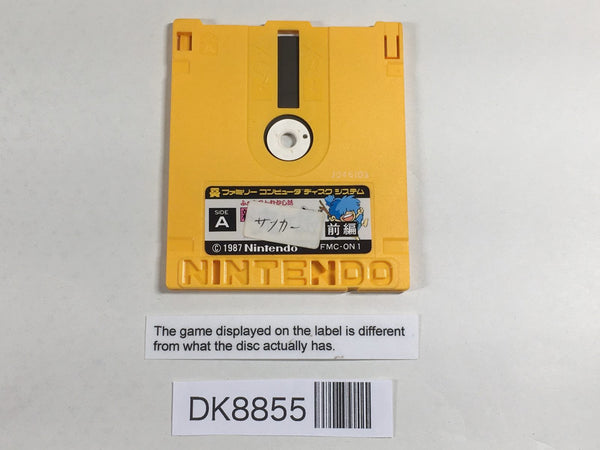 ファミリー コンピュータ ディスク システム
SIDE
A
サッカー
前編
© 1987 Nintendo
FMC-ON 1
NINTENDO
The game displayed on the label is different
from what the disc actually has.
DK8855